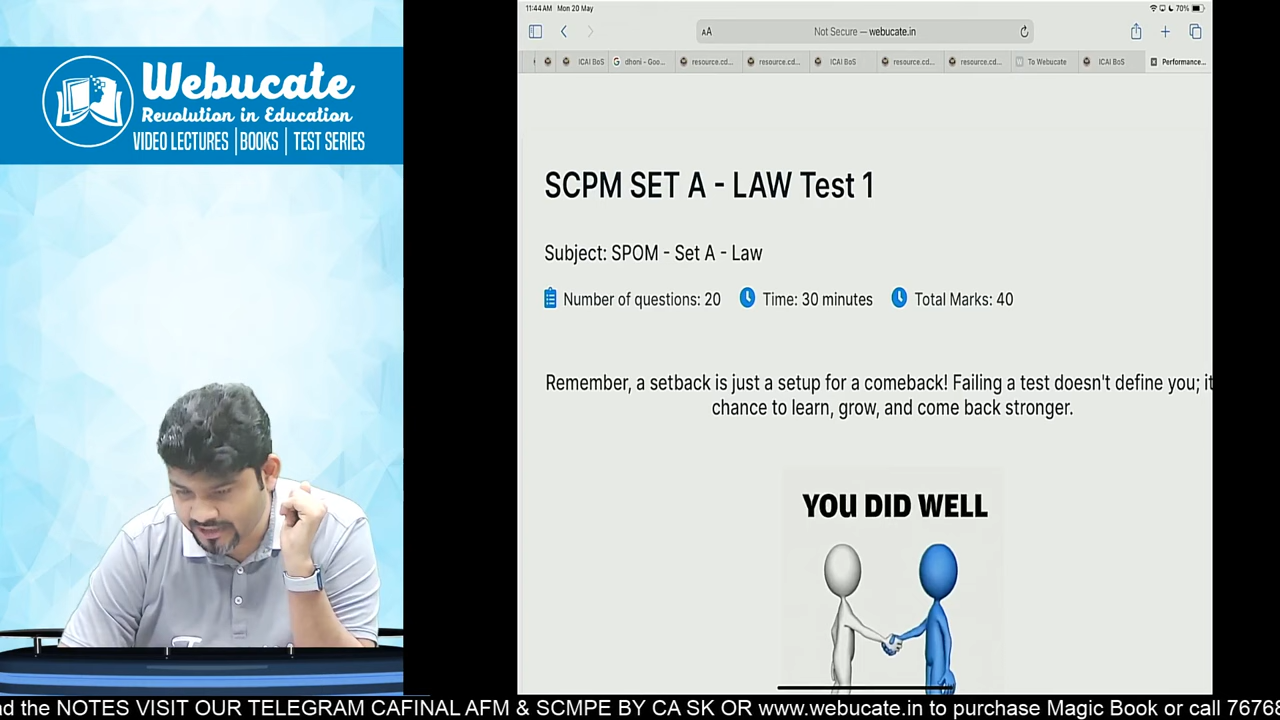 Webucate
Revolution in Education
VIDEO LECTURES | BOOKS | TEST SERIES
11:44 AM Mon 20 May
70%
AA
Not Secure — webucate.in
ICAI BoS
dhoni - Goo...
resource.cd...
resource.cd...
ICAI BoS
resource.cd...
resource.cd...
To Webucate
ICAI BoS
Performance...
SCPM SET A - LAW Test 1
Subject: SPOM - Set A - Law
Number of questions: 20 Time: 30 minutes Total Marks: 40
Remember, a setback is just a setup for a comeback! Failing a test doesn't define you; it
chance to learn, grow, and come back stronger.
YOU DID WELL
the NOTES VISIT OUR TELEGRAM CAFINAL AFM & SCMPE BY CA SK OR www.webucate.in to purchase Magic Book or call 7676